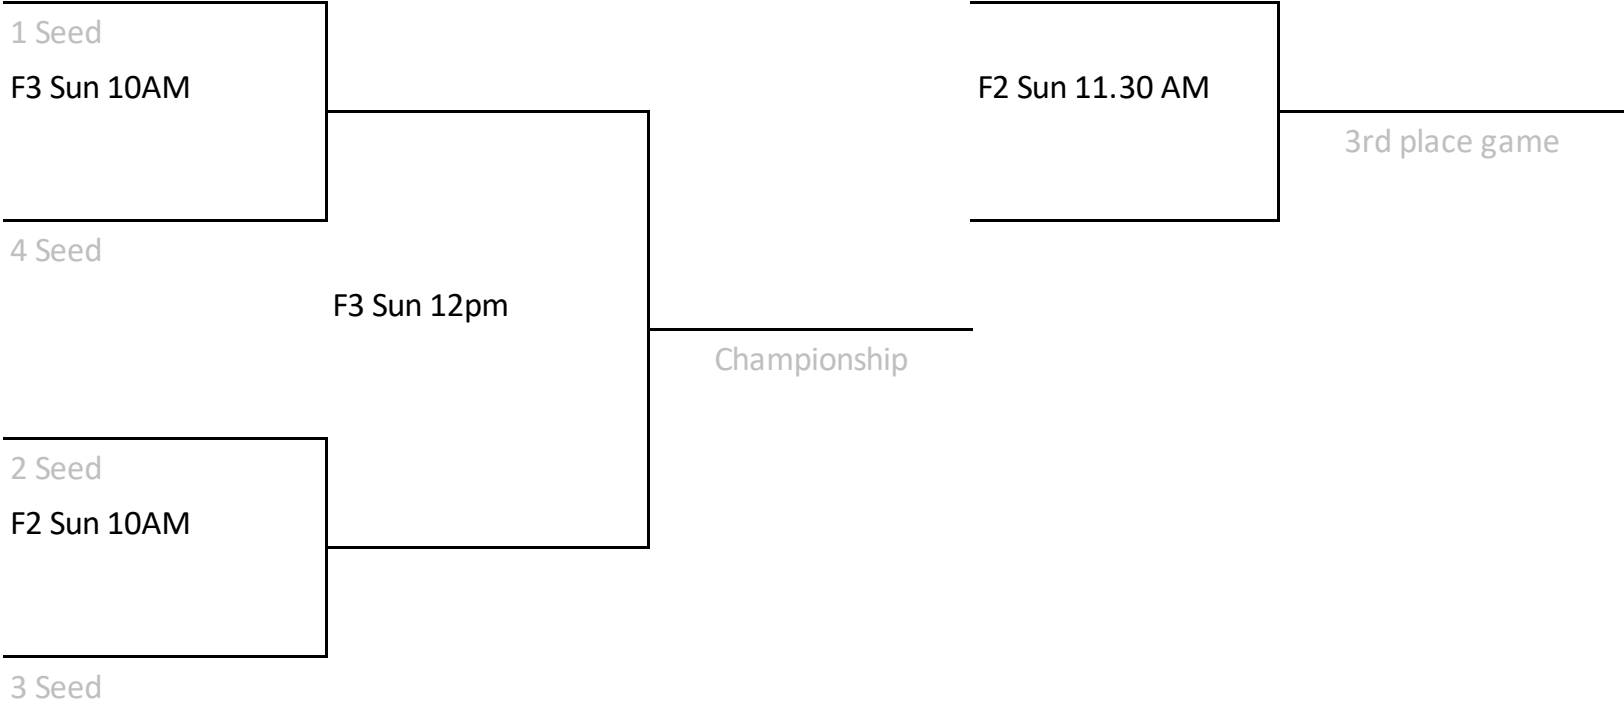 1 Seed
F3 Sun 10AM
4 Seed
F3 Sun 12pm
Championship
2 Seed
F2 Sun 10AM
3 Seed
F2 Sun 11.30 AM
3rd place game